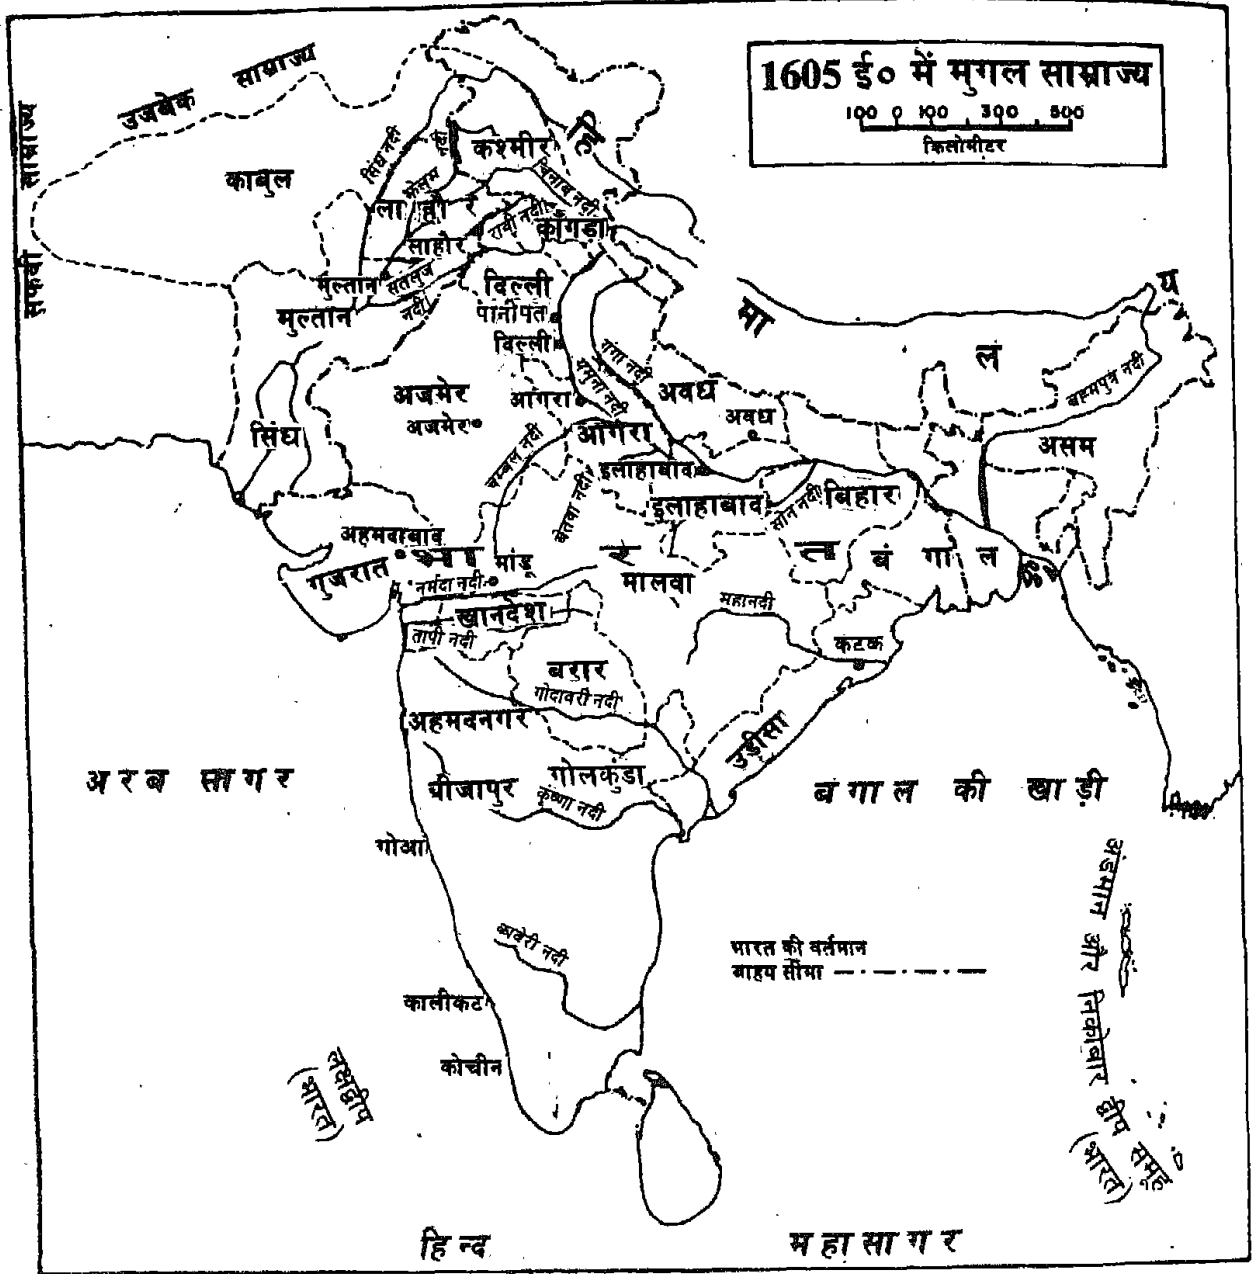 1605 ई० में मुगल साम्राज्य
100 0 100 300 500
किलोमीटर
उजबेक साम्राज्य
सफवी साम्राज्य
काबुल
सिंध नदी
झेलम नदी
कश्मीर
हि
चिनाब नदी
लाहौर
रावी नदी
काँगड़ा
लाहौर
मुल्तान
सतलुज नदी
मुल्तान
दिल्ली
पानीपत
दिल्ली
मा
य
ल
गंगा नदी
यमुना नदी
ब्रह्मपुत्र नदी
अजमेर
अजमेर
आगरा
अवध
अवध
सिंध
आगरा
असम
चम्बल नदी
बेतवा नदी
इलाहाबाद
इलाहाबाद
सोन नदी
बिहार
अहमदाबाद
भा र त
मांडू
गुजरात
नर्मदा नदी
मालवा
बंगाल
खानदेश
महानदी
तापी नदी
कटक
बरार
गोदावरी नदी
अहमदनगर
उड़ीसा
बीजापुर
गोलकुंडा
कृष्णा नदी
अरब सागर
बंगाल की खाड़ी
गोआ
कावेरी नदी
भारत की वर्तमान
बाहय सीमा
अंडमान और निकोबार द्वीप समूह
(भारत)
कालीकट
कोचीन
लक्षद्वीप
(भारत)
हिन्द महासागर